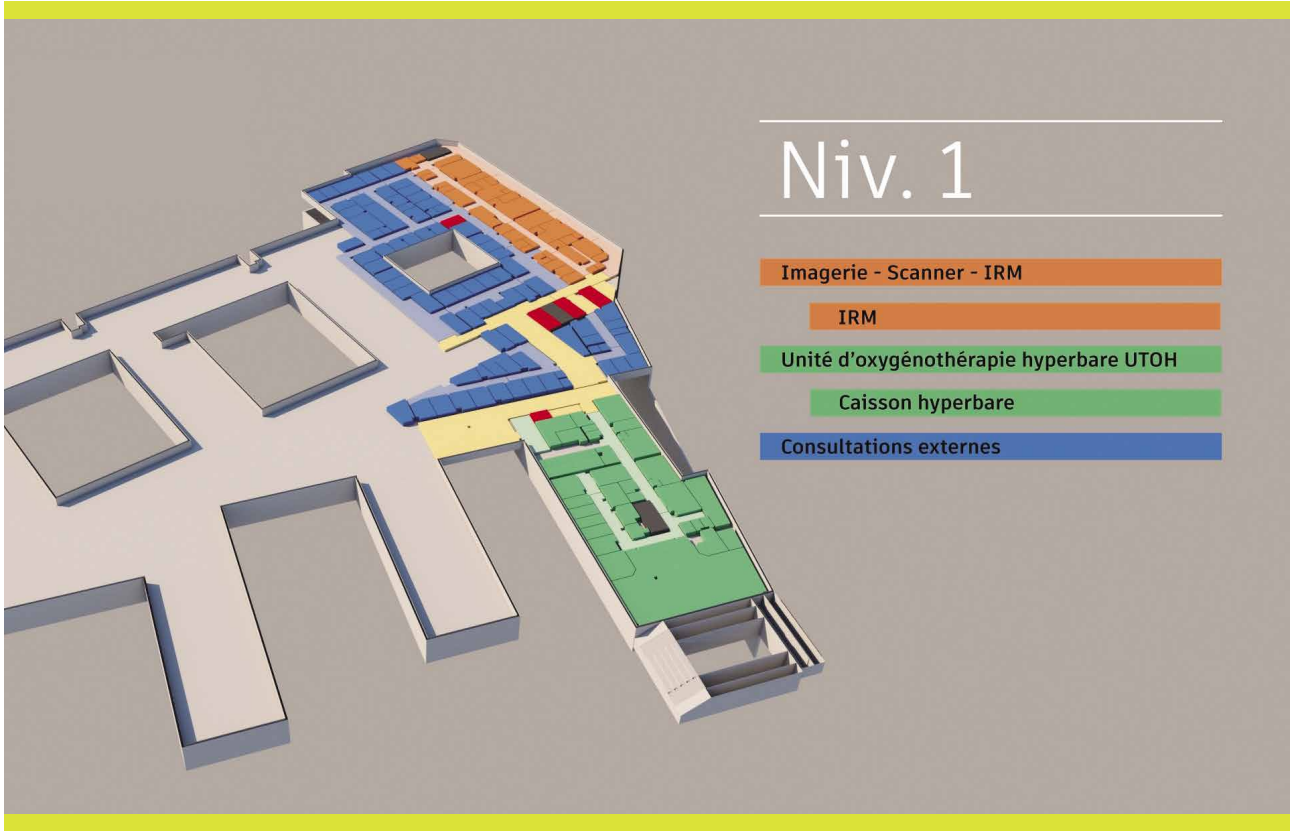 Niv. 1
Imagerie - Scanner - IRM
IRM
Unité d'oxygénothérapie hyperbare UTOH
Caisson hyperbare
Consultations externes